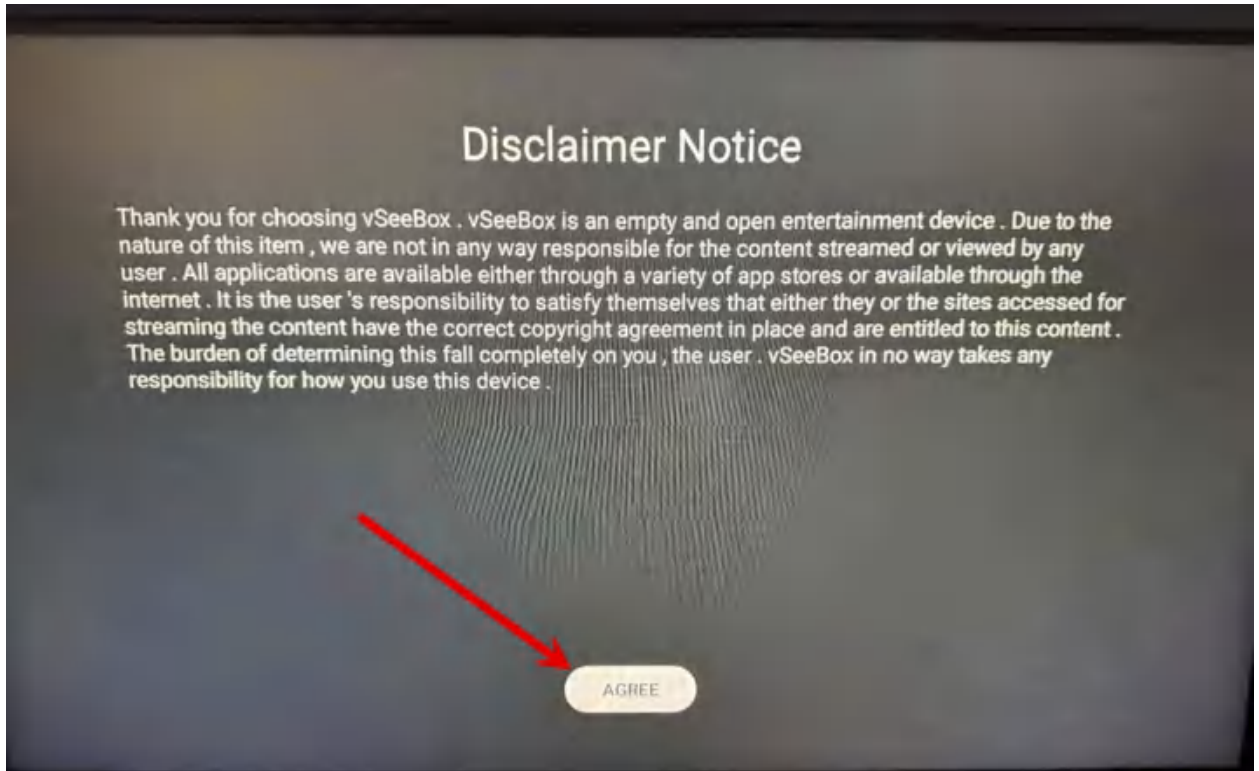 Disclaimer Notice
Thank you for choosing vSeeBox . vSeeBox is an empty and open entertainment device . Due to the
nature of this item , we are not in any way responsible for the content streamed or viewed by any
user . All applications are available either through a variety of app stores or available through the
internet . It is the user 's responsibility to satisfy themselves that either they or the sites accessed for
streaming the content have the correct copyright agreement in place and are entitled to this content .
The burden of determining this fall completely on you , the user . vSeeBox in no way takes any
responsibility for how you use this device .
AGREE